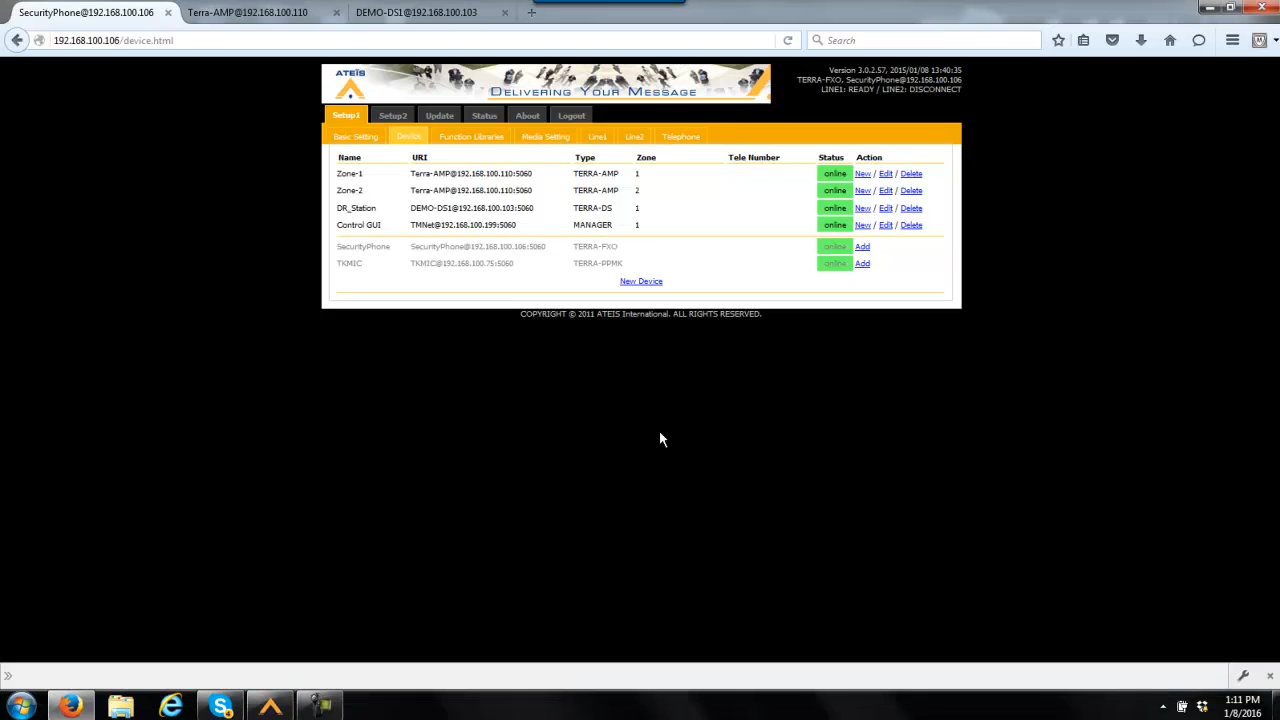 SecurityPhone@192.168.100.106
Terra-AMP@192.168.100.110
DEMO-DS1@192.168.100.103
192.168.100.106/device.html
Search
ATEÏS
DELIVERING YOUR MESSAGE
Version 3.0.2.57, 2015/01/08 13:40:35
TERRA-FXO, SecurityPhone@192.168.100.106
LINE1: READY / LINE2: DISCONNECT
Setup1 Setup2 Update Status About Logout
Basic Setting Device Function Libraries Media Setting Line1 Line2 Telephone
Name URI Type Zone Tele Number Status Action
Zone-1 Terra-AMP@192.168.100.110:5060 TERRA-AMP 1 online New / Edit / Delete
Zone-2 Terra-AMP@192.168.100.110:5060 TERRA-AMP 2 online New / Edit / Delete
DR_Station DEMO-DS1@192.168.100.103:5060 TERRA-DS 1 online New / Edit / Delete
Control GUI TMNet@192.168.100.199:5060 MANAGER 1 online New / Edit / Delete
SecurityPhone SecurityPhone@192.168.100.106:5060 TERRA-FXO online Add
TKMIC TKMIC@192.168.100.75:5060 TERRA-PPMK online Add
New Device
COPYRIGHT © 2011 ATEIS International. ALL RIGHTS RESERVED.
1:11 PM
1/8/2016